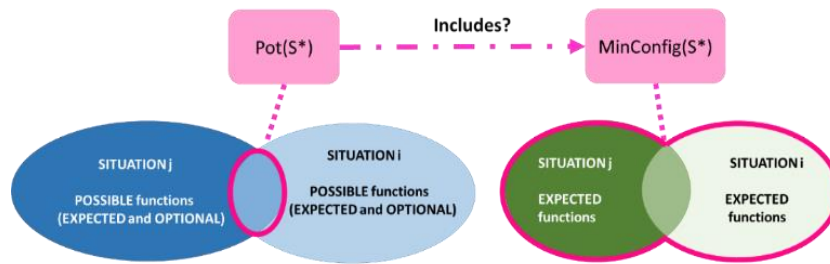 Includes?
Pot(S*)
MinConfig(S*)
SITUATION j
POSSIBLE functions
(EXPECTED and OPTIONAL)
SITUATION i
POSSIBLE functions
(EXPECTED and OPTIONAL)
SITUATION j
EXPECTED
functions
SITUATION i
EXPECTED
functions